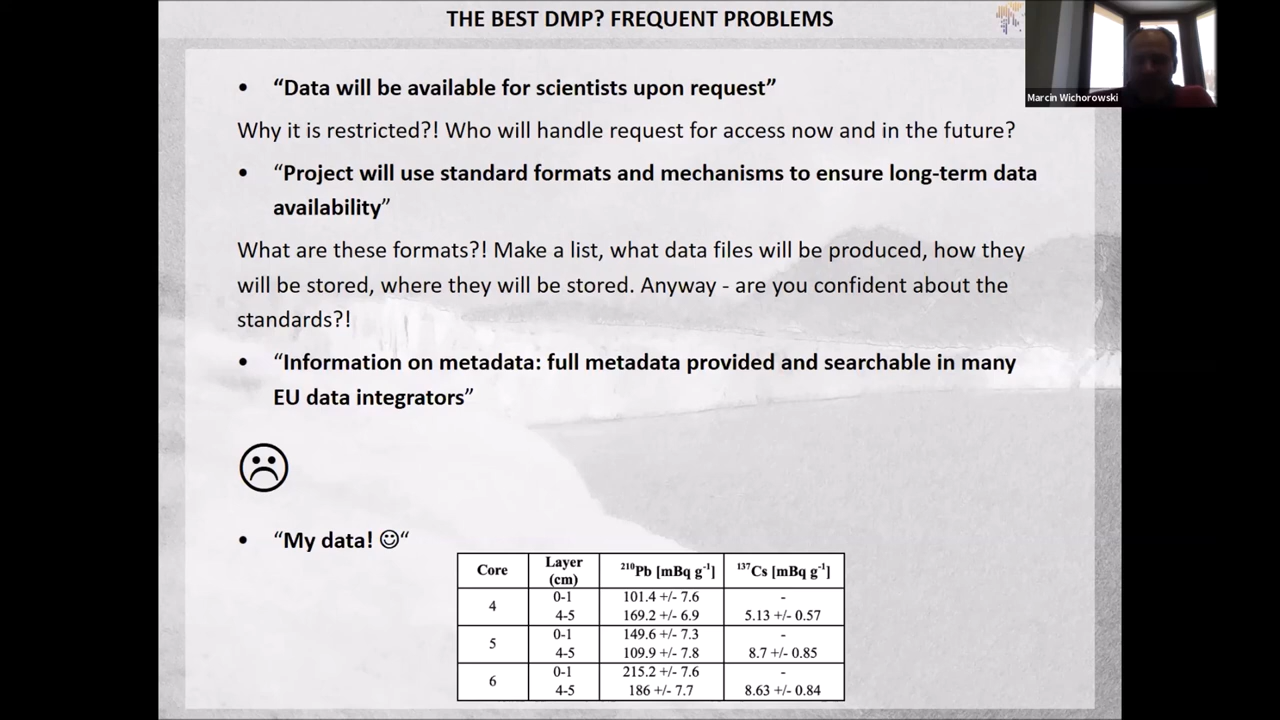 THE BEST DMP? FREQUENT PROBLEMS
Marcin Wichorowski
• “Data will be available for scientists upon request”
Why it is restricted?! Who will handle request for access now and in the future?
• “Project will use standard formats and mechanisms to ensure long-term data
availability”
What are these formats?! Make a list, what data files will be produced, how they
will be stored, where they will be stored. Anyway - are you confident about the
standards?!
• “Information on metadata: full metadata provided and searchable in many
EU data integrators”
• “My data! ☺“
Core Layer (cm) ²¹⁰Pb [mBq g⁻¹] ¹³⁷Cs [mBq g⁻¹]
4 0-1 101.4 +/- 7.6 -
4-5 169.2 +/- 6.9 5.13 +/- 0.57
5 0-1 149.6 +/- 7.3 -
4-5 109.9 +/- 7.8 8.7 +/- 0.85
6 0-1 215.2 +/- 7.6 -
4-5 186 +/- 7.7 8.63 +/- 0.84